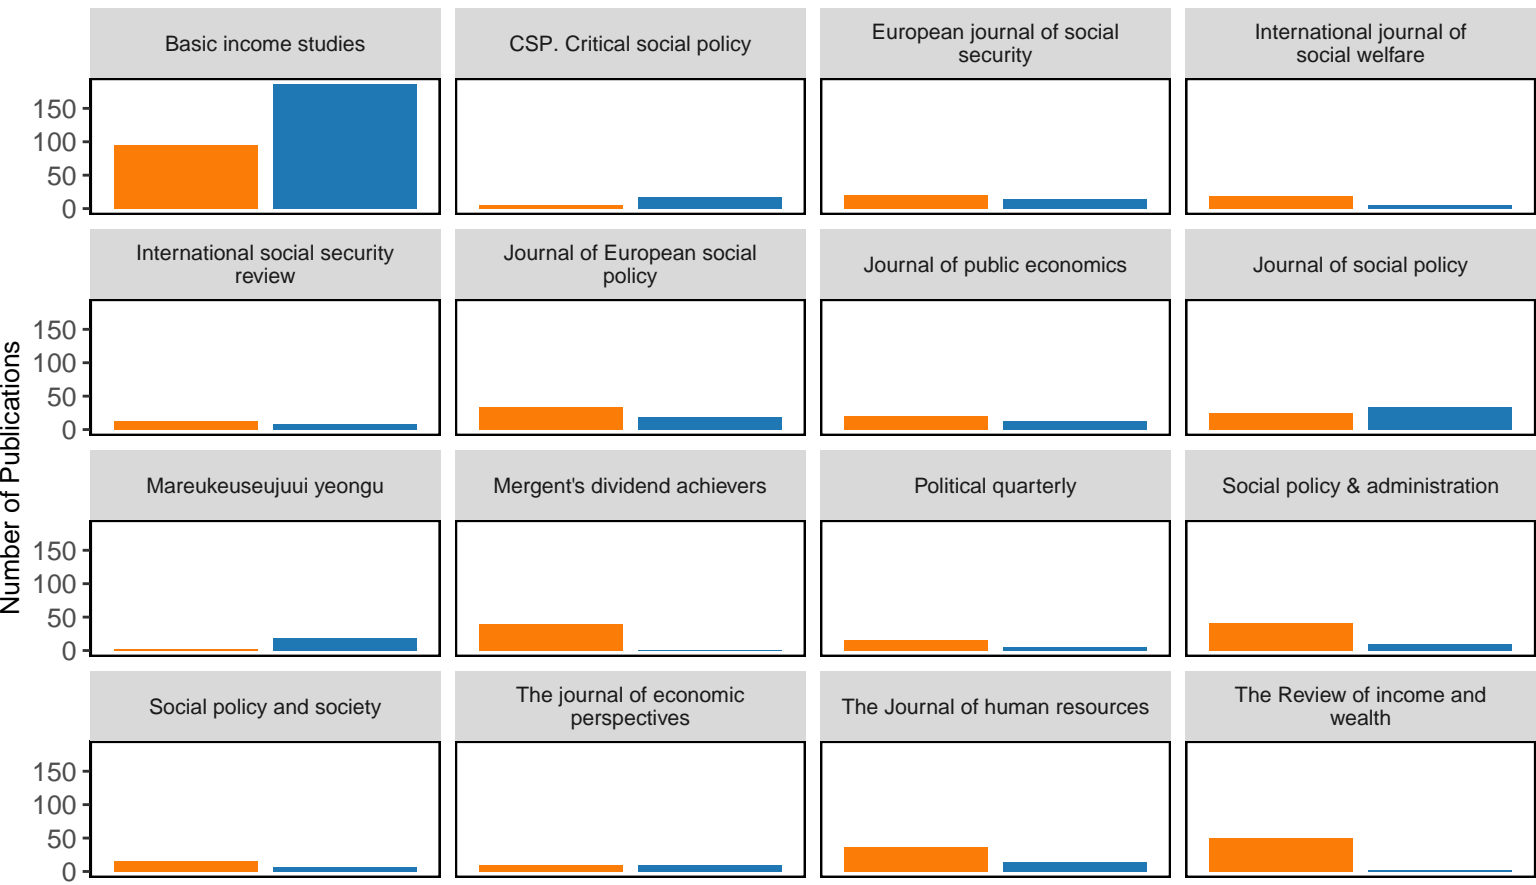 Basic income studies
CSP. Critical social policy
European journal of social
security
International journal of
social welfare
150
100
50
0
International social security
review
Journal of European social
policy
Journal of public economics
Journal of social policy
150
100
50
0
Number of Publications
Mareukeuseujuui yeongu
Mergent's dividend achievers
Political quarterly
Social policy & administration
150
100
50
0
Social policy and society
The journal of economic
perspectives
The Journal of human resources
The Review of income and
wealth
150
100
50
0